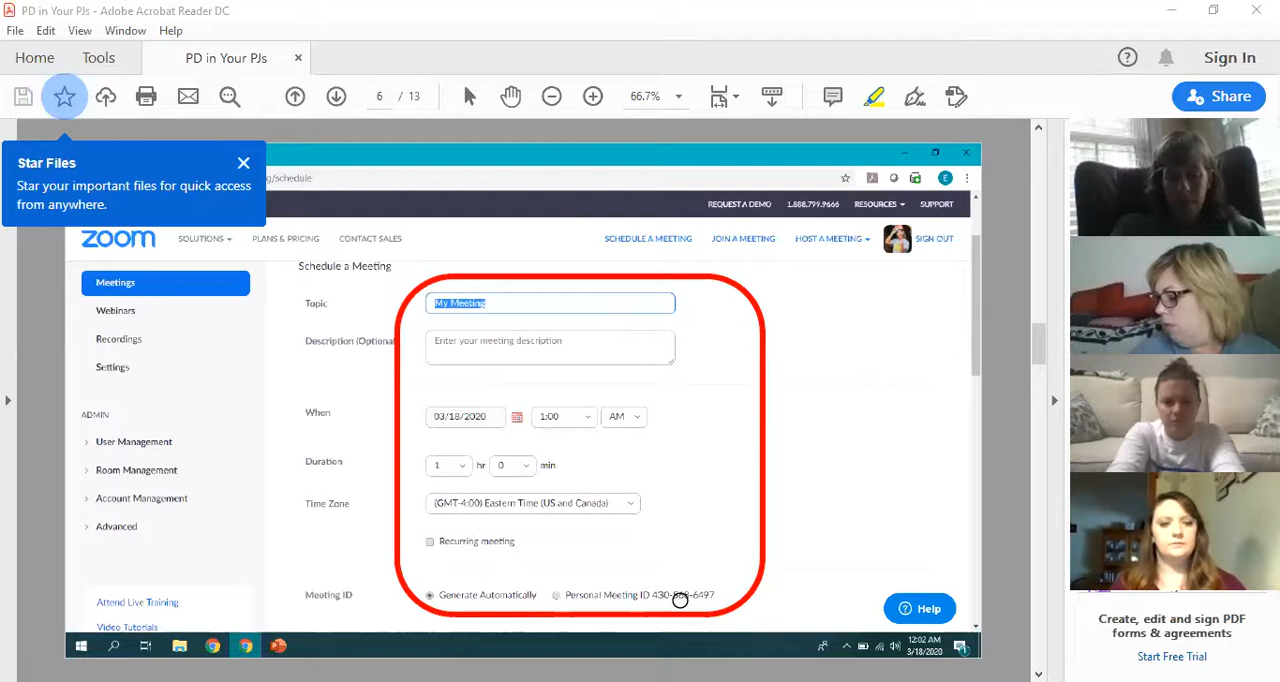 PD in Your PJs - Adobe Acrobat Reader DC
File Edit View Window Help
Home Tools PD in Your PJs Sign In
6 / 13 66.7% Share
Star Files
Star your important files for quick access
from anywhere.
g/schedule
REQUEST A DEMO 1.888.799.9666 RESOURCES SUPPORT
zoom SOLUTIONS PLANS & PRICING CONTACT SALES SCHEDULE A MEETING JOIN A MEETING HOST A MEETING SIGN OUT
Schedule a Meeting
Meetings
Webinars
Recordings
Settings
ADMIN
User Management
Room Management
Account Management
Advanced
Attend Live Training
Video Tutorials
Topic My Meeting
Description (Optional Enter your meeting description
When 03/18/2020 1:00 AM
Duration 1 hr 0 min
Time Zone (GMT-4:00) Eastern Time (US and Canada)
Recurring meeting
Meeting ID Generate Automatically Personal Meeting ID
Help
12:02 AM
3/18/2020
Create, edit and sign PDF
forms & agreements
Start Free Trial